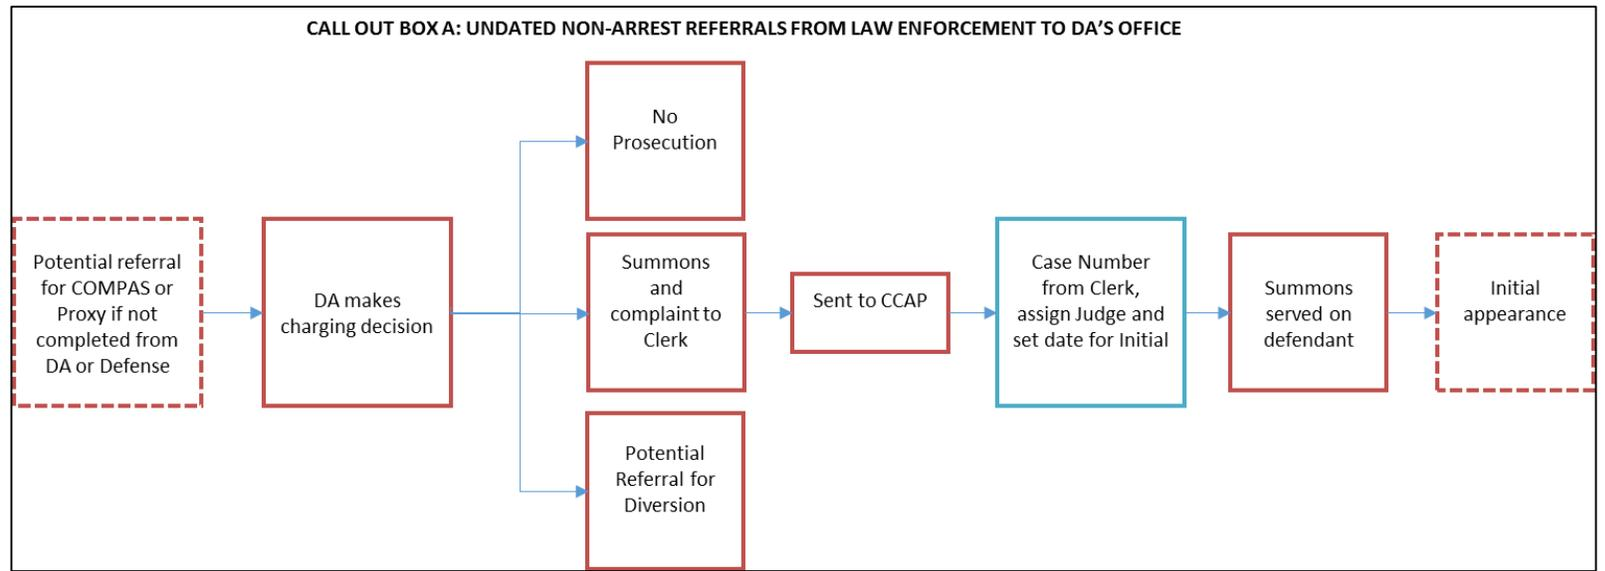 CALL OUT BOX A: UNDATED NON-ARREST REFERRALS FROM LAW ENFORCEMENT TO DA'S OFFICE
Potential referral
for COMPAS or
Proxy if not
completed from
DA or Defense
DA makes
charging decision
No
Prosecution
Summons
and
complaint to
Clerk
Potential
Referral for
Diversion
Sent to CCAP
Case Number
from Clerk,
assign Judge and
set date for Initial
Summons
served on
defendant
Initial
appearance